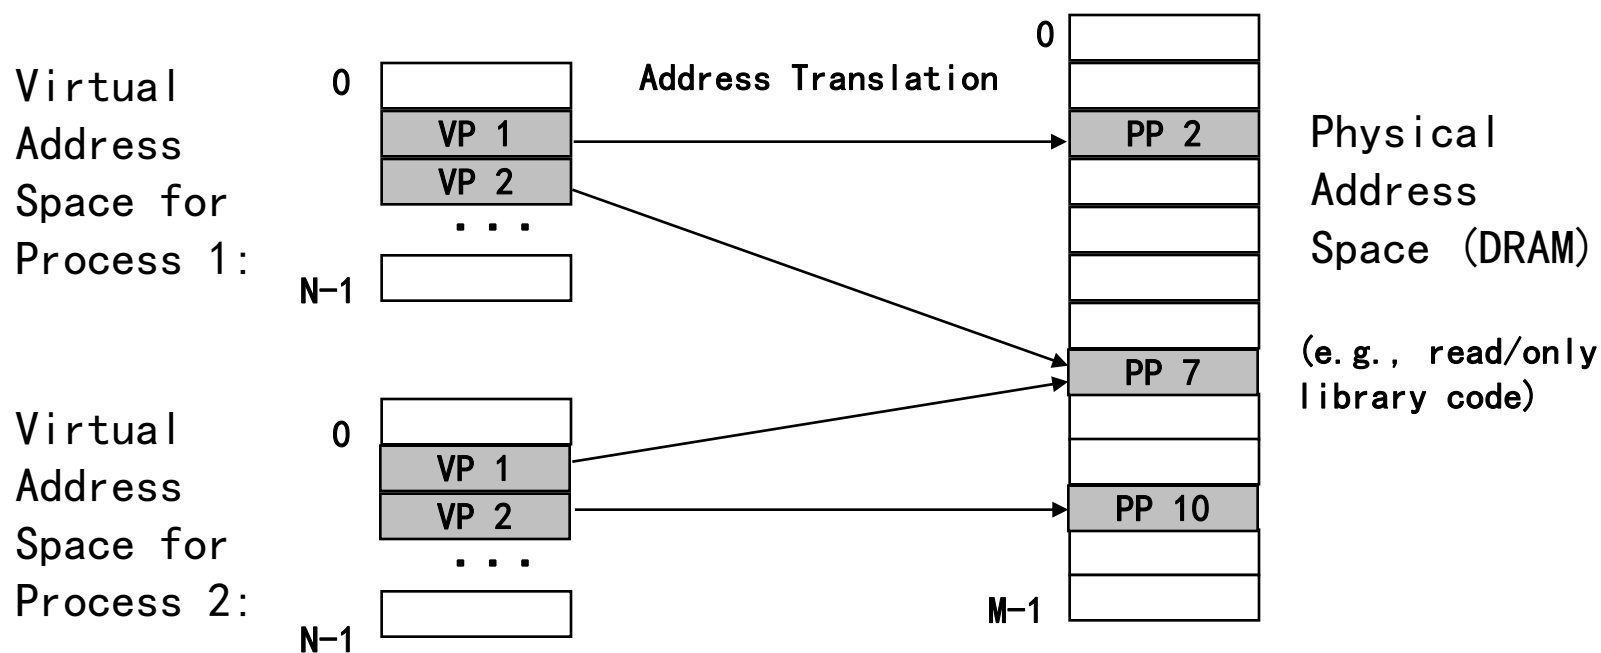 Virtual
Address
Space for
Process 1:
0
VP 1
VP 2
...
N-1
Address Translation
0
PP 2
PP 7
PP 10
M-1
Physical
Address
Space (DRAM)
(e.g., read/only
library code)
Virtual
Address
Space for
Process 2:
0
VP 1
VP 2
...
N-1